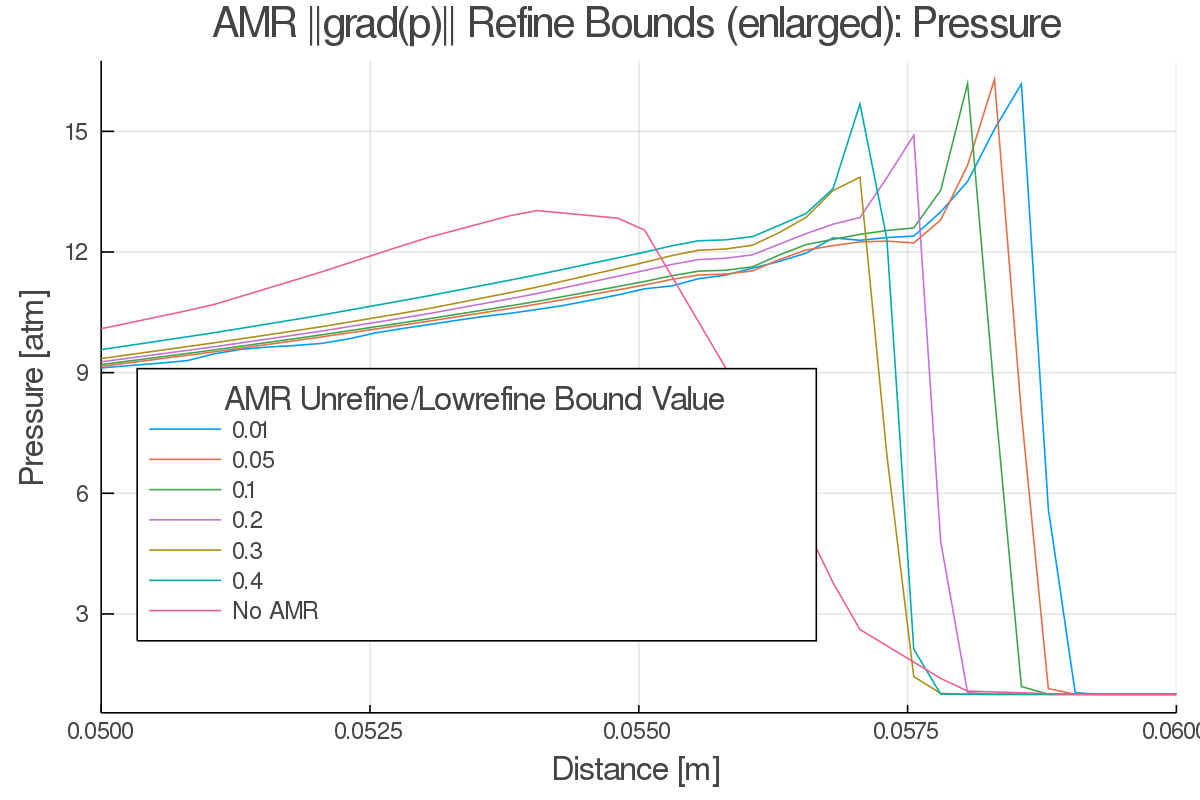 AMR ||grad(p)|| Refine Bounds (enlarged): Pressure
Pressure [atm]
15
12
9
6
3
AMR Unrefine/Lowrefine Bound Value
0.01
0.05
0.1
0.2
0.3
0.4
No AMR
0.0500 0.0525 0.0550 0.0575 0.0600
Distance [m]